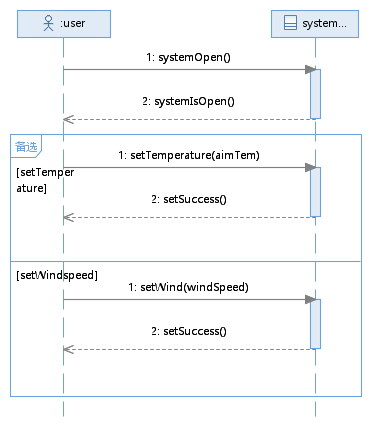 :user
system...
1: systemOpen()
2: systemIsOpen()
备选
1: setTemperature(aimTem)
[setTemper
ature]
2: setSuccess()
[setWindspeed]
1: setWind(windSpeed)
2: setSuccess()